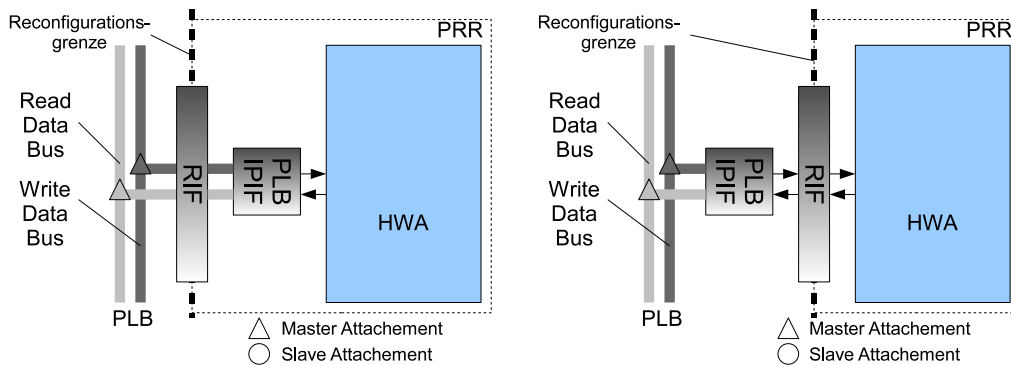 Reconfigurations-
grenze
PRR
Read
Data
Bus
Write
Data
Bus
RIF
PLB
IPIF
HWA
PLB
Master Attachement
Slave Attachement
Reconfigurations-
grenze
PRR
Read
Data
Bus
Write
Data
Bus
PLB
IPIF
RIF
HWA
PLB
Master Attachement
Slave Attachement